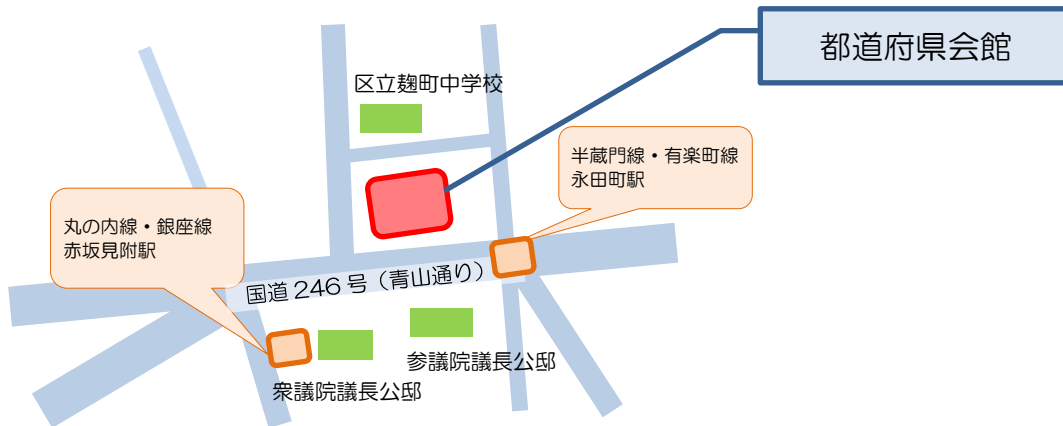 都道府県会館
区立麹町中学校
半蔵門線・有楽町線
永田町駅
丸の内線・銀座線
赤坂見附駅
国道246号（青山通り）
参議院議長公邸
衆議院議長公邸